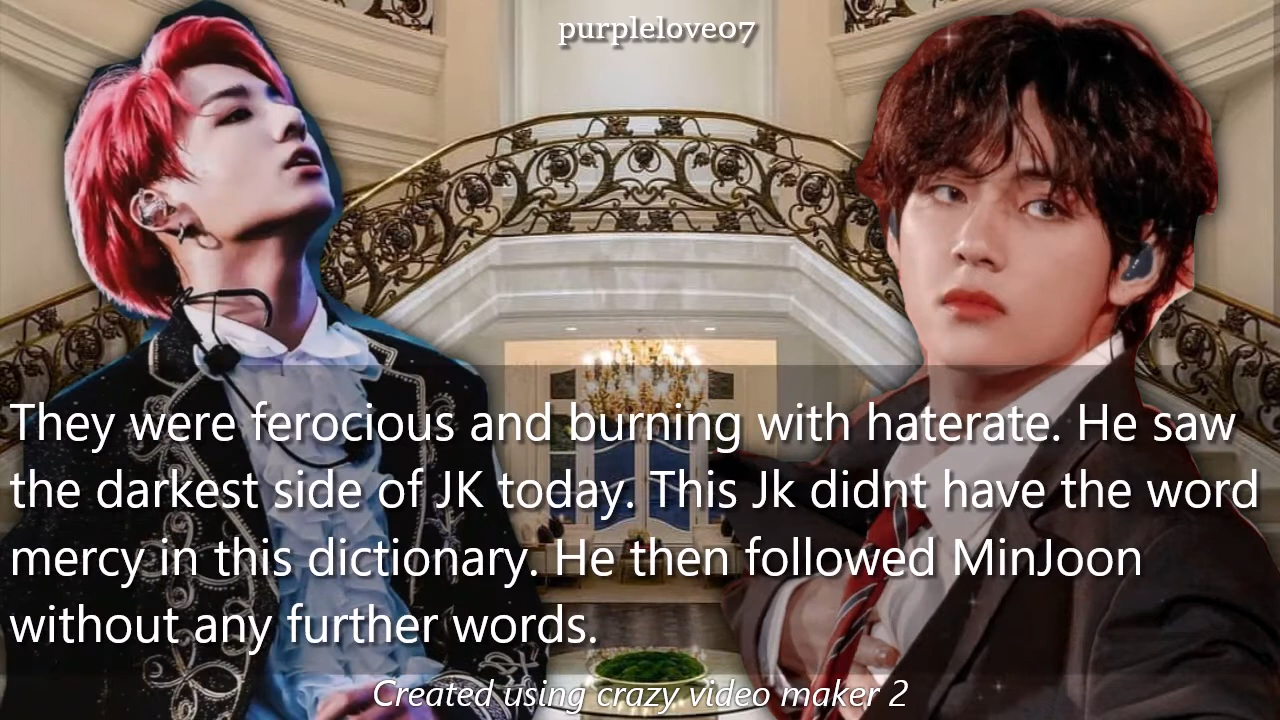 purplelove07
They were ferocious and burning with haterate. He saw
the darkest side of JK today. This Jk didnt have the word
mercy in this dictionary. He then followed MinJoon
without any further words.
Created using crazy video maker 2